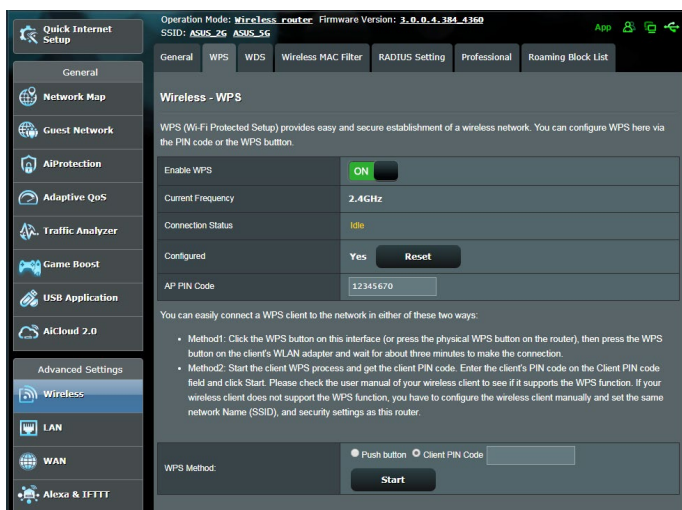 Quick Internet
Setup
Operation Mode: Wireless router Firmware Version: 3.0.0.4.384_4360
SSID: ASUS_2G ASUS_5G
App
General WPS WDS Wireless MAC Filter RADIUS Setting Professional Roaming Block List
General
Network Map
Guest Network
AiProtection
Adaptive QoS
Traffic Analyzer
Game Boost
USB Application
AiCloud 2.0
Advanced Settings
Wireless
LAN
WAN
Alexa & IFTTT
Wireless - WPS
WPS (Wi-Fi Protected Setup) provides easy and secure establishment of a wireless network. You can configure WPS here via
the PIN code or the WPS buttton.
Enable WPS ON
Current Frequency 2.4GHz
Connection Status Idle
Configured Yes Reset
AP PIN Code 12345670
You can easily connect a WPS client to the network in either of these two ways:
• Method1: Click the WPS button on this interface (or press the physical WPS button on the router), then press the WPS
button on the client's WLAN adapter and wait for about three minutes to make the connection.
• Method2: Start the client WPS process and get the client PIN code. Enter the client's PIN code on the Client PIN code
field and click Start. Please check the user manual of your wireless client to see if it supports the WPS function. If your
wireless client does not support the WPS function, you have to configure the wireless client manually and set the same
network Name (SSID), and security settings as this router.
WPS Method: Push button Client PIN Code
Start